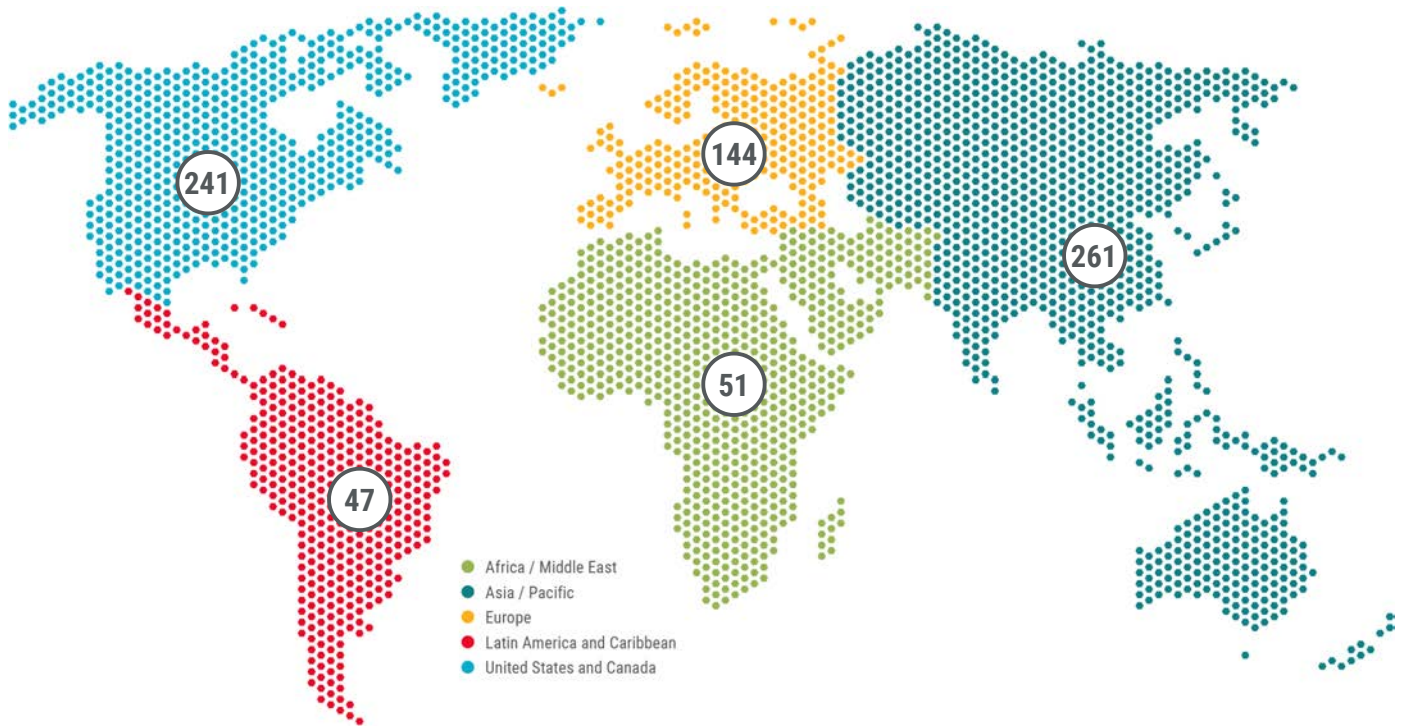 144
241
261
51
47
Africa / Middle East
Asia / Pacific
Europe
Latin America and Caribbean
United States and Canada